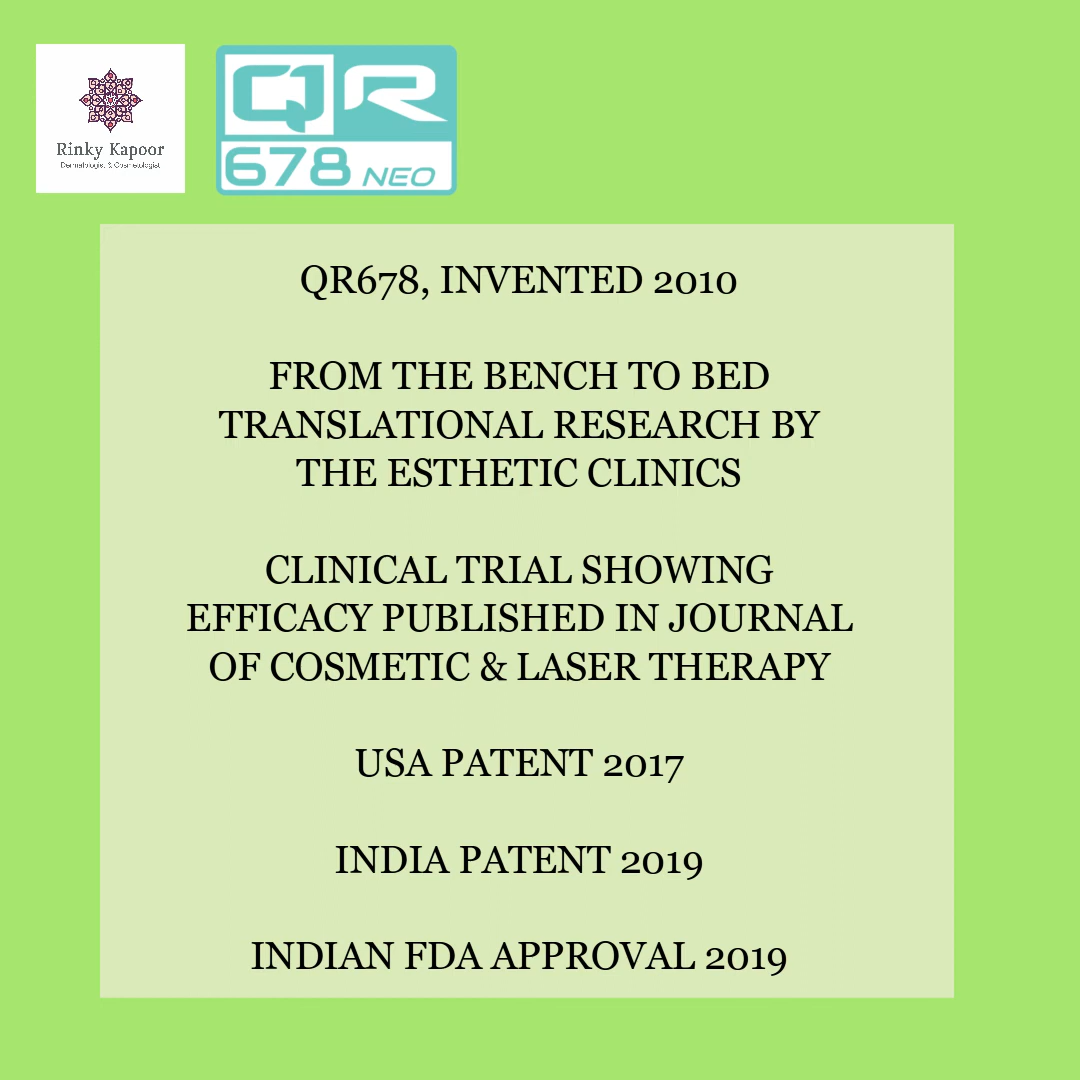 Rinky Kapoor
Dermatologist & Cosmetologist
QR
678 NEO
QR678, INVENTED 2010
FROM THE BENCH TO BED
TRANSLATIONAL RESEARCH BY
THE ESTHETIC CLINICS
CLINICAL TRIAL SHOWING
EFFICACY PUBLISHED IN JOURNAL
OF COSMETIC & LASER THERAPY
USA PATENT 2017
INDIA PATENT 2019
INDIAN FDA APPROVAL 2019